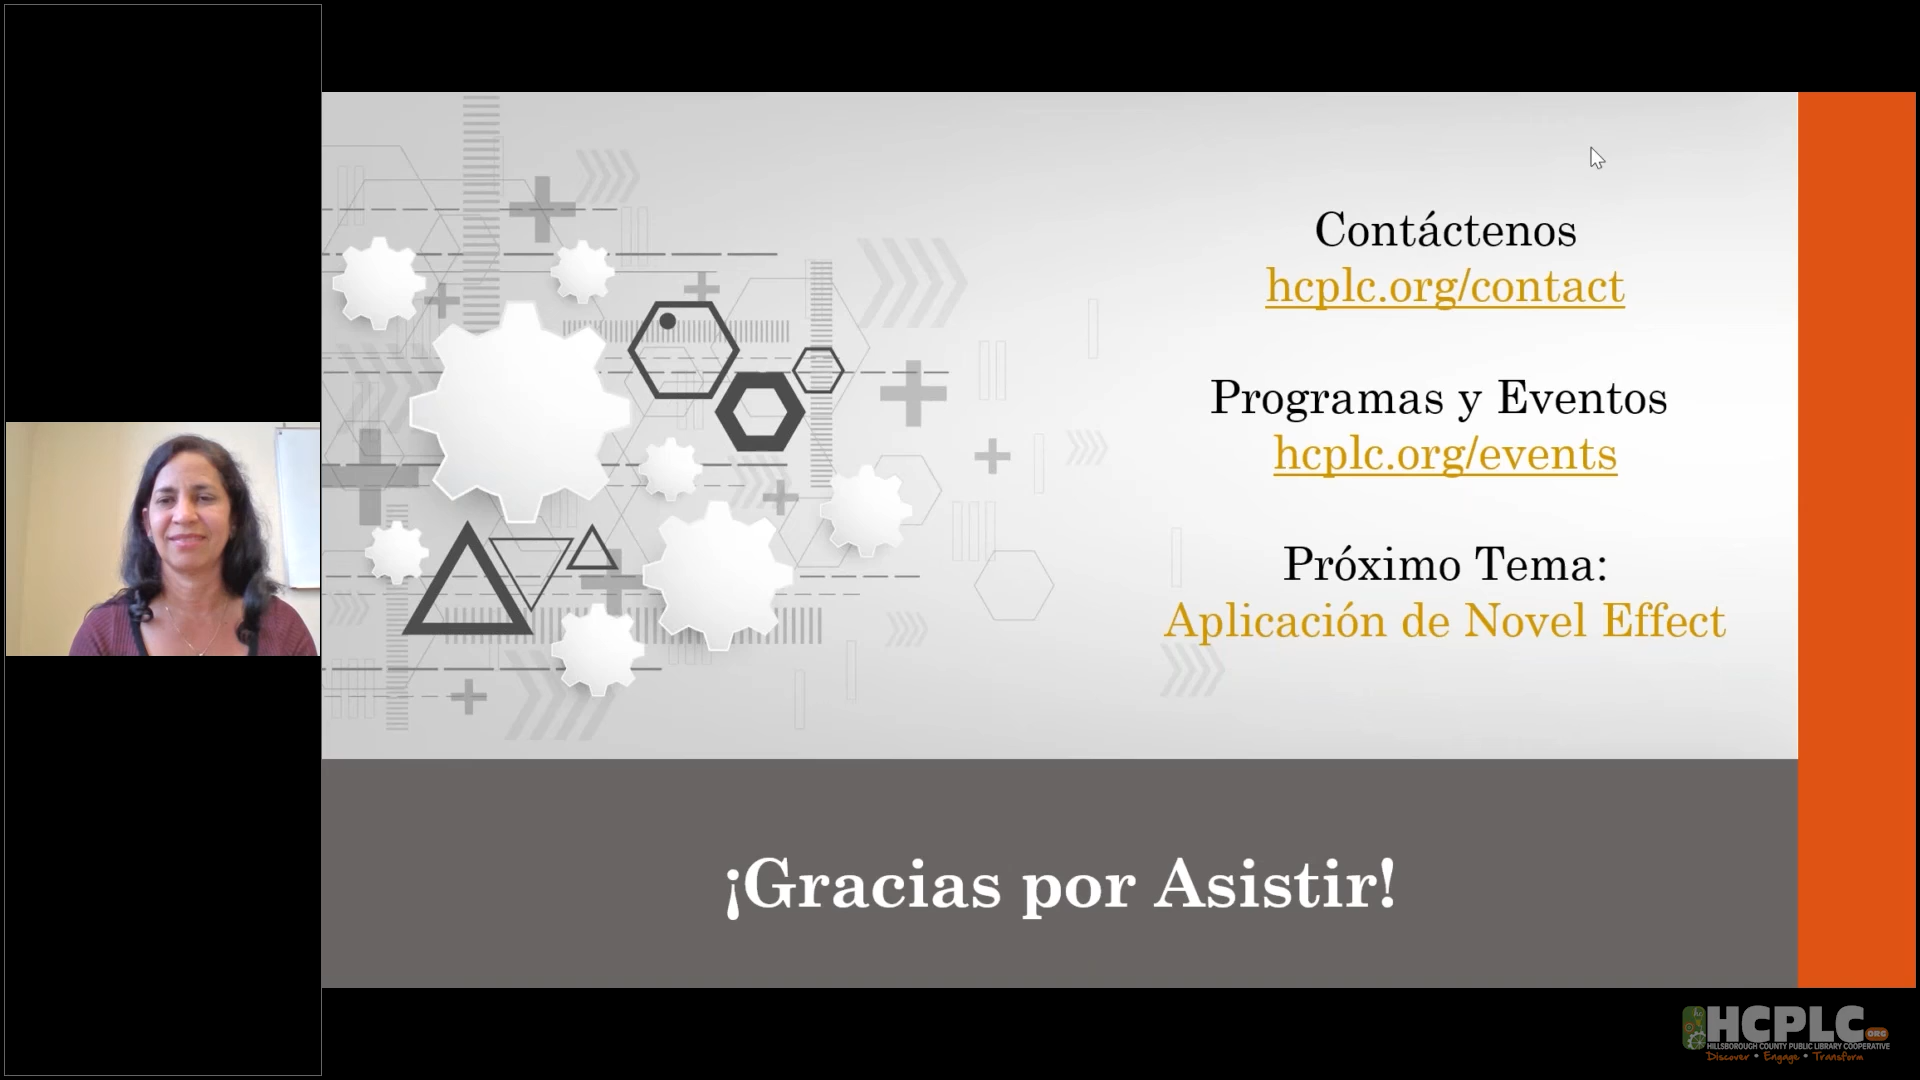 Contáctenos
hcplc.org/contact
Programas y Eventos
hcplc.org/events
Próximo Tema:
Aplicación de Novel Effect
¡Gracias por Asistir!
HCPLC.ORG
HILLSBOROUGH COUNTY PUBLIC LIBRARY COOPERATIVE
Discover • Engage • Transform